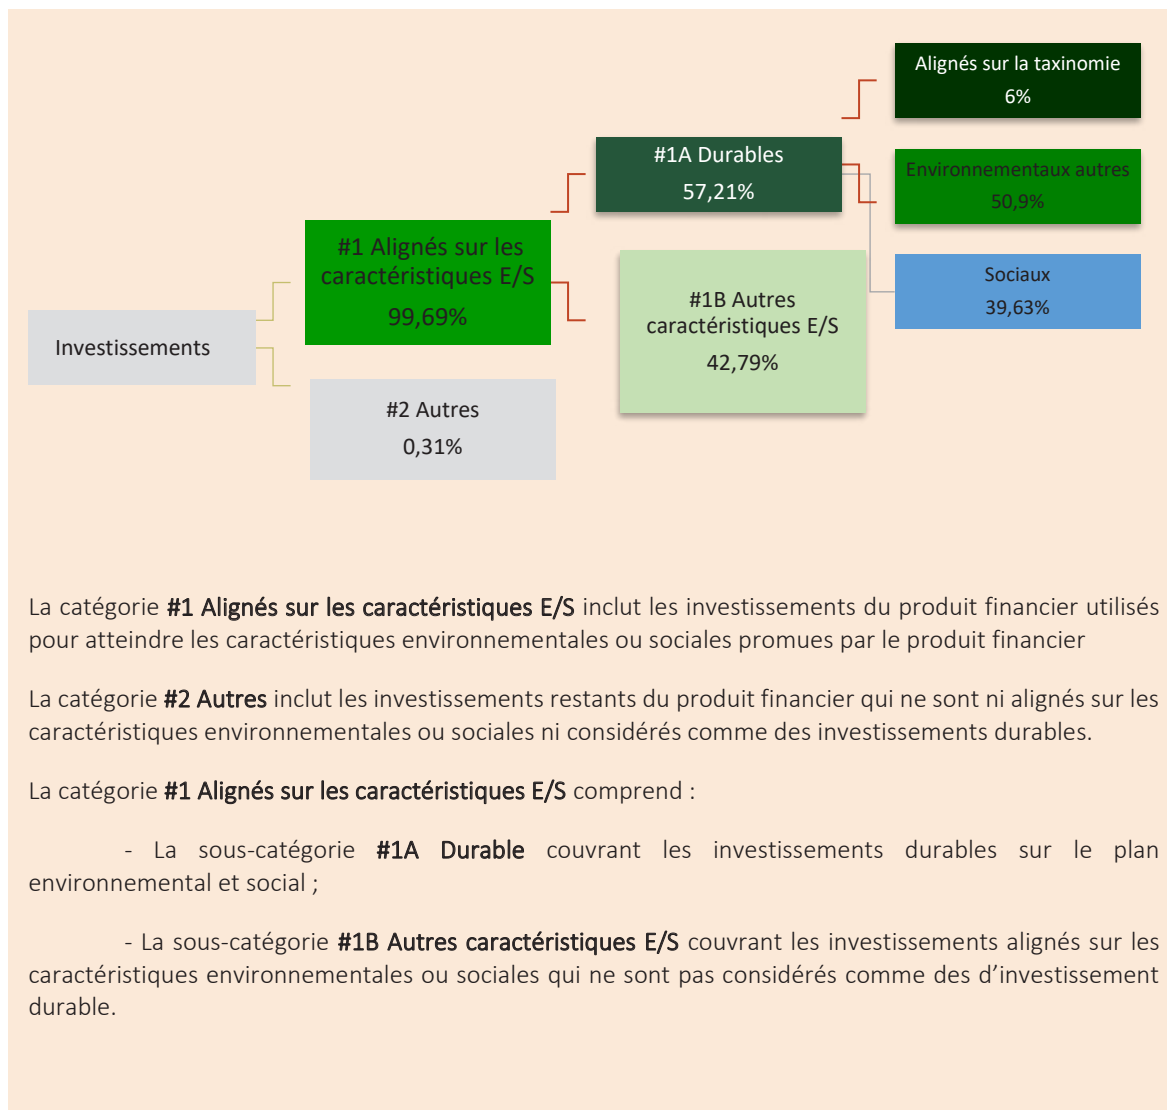 Alignés sur la taxinomie
6%
#1A Durables
57,21%
Environnementaux autres
50,9%
#1 Alignés sur les
caractéristiques E/S
99,69%
Sociaux
39,63%
#1B Autres
caractéristiques E/S
42,79%
Investissements
#2 Autres
0,31%
La catégorie #1 Alignés sur les caractéristiques E/S inclut les investissements du produit financier utilisés
pour atteindre les caractéristiques environnementales ou sociales promues par le produit financier
La catégorie #2 Autres inclut les investissements restants du produit financier qui ne sont ni alignés sur les
caractéristiques environnementales ou sociales ni considérés comme des investissements durables.
La catégorie #1 Alignés sur les caractéristiques E/S comprend :
- La sous-catégorie #1A Durable couvrant les investissements durables sur le plan
environnemental et social ;
- La sous-catégorie #1B Autres caractéristiques E/S couvrant les investissements alignés sur les
caractéristiques environnementales ou sociales qui ne sont pas considérés comme des d’investissement
durable.